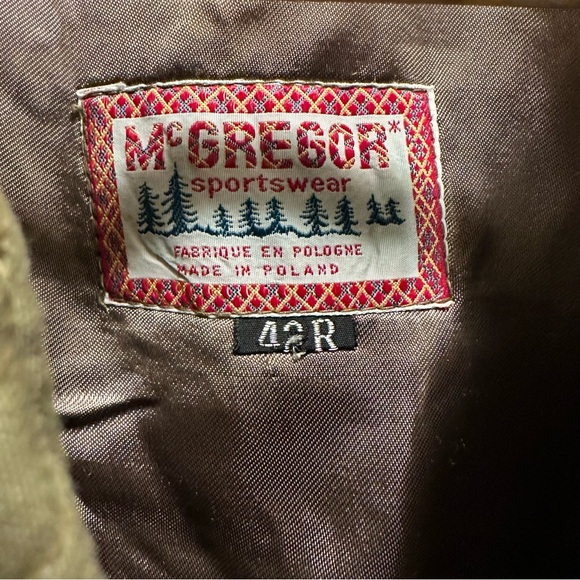 McGREGOR*
sportswear
FABRIQUE EN POLOGNE
MADE IN POLAND
42R